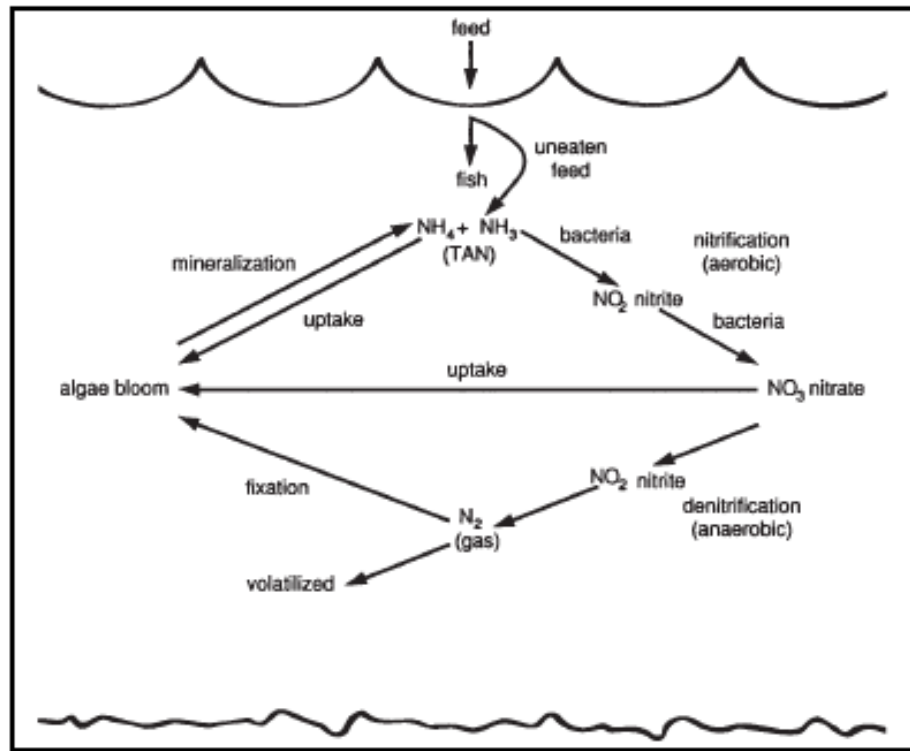 feed
uneaten
feed
fish
NH₄ + NH₃
(TAN)
bacteria
nitrification
(aerobic)
mineralization
NO₂ nitrite
uptake
bacteria
uptake
algae bloom
NO₃ nitrate
fixation
NO₂ nitrite
denitrification
(anaerobic)
N₂
(gas)
volatilized